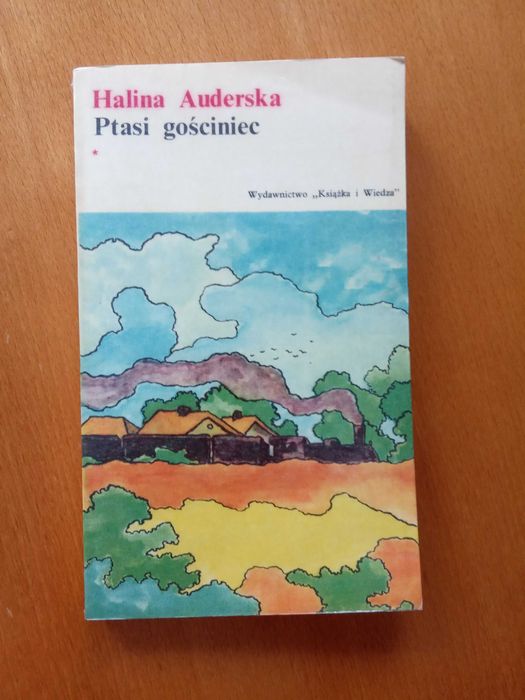 Halina Auderska
Ptasi gościniec
*
Wydawnictwo „Książka i Wiedza”